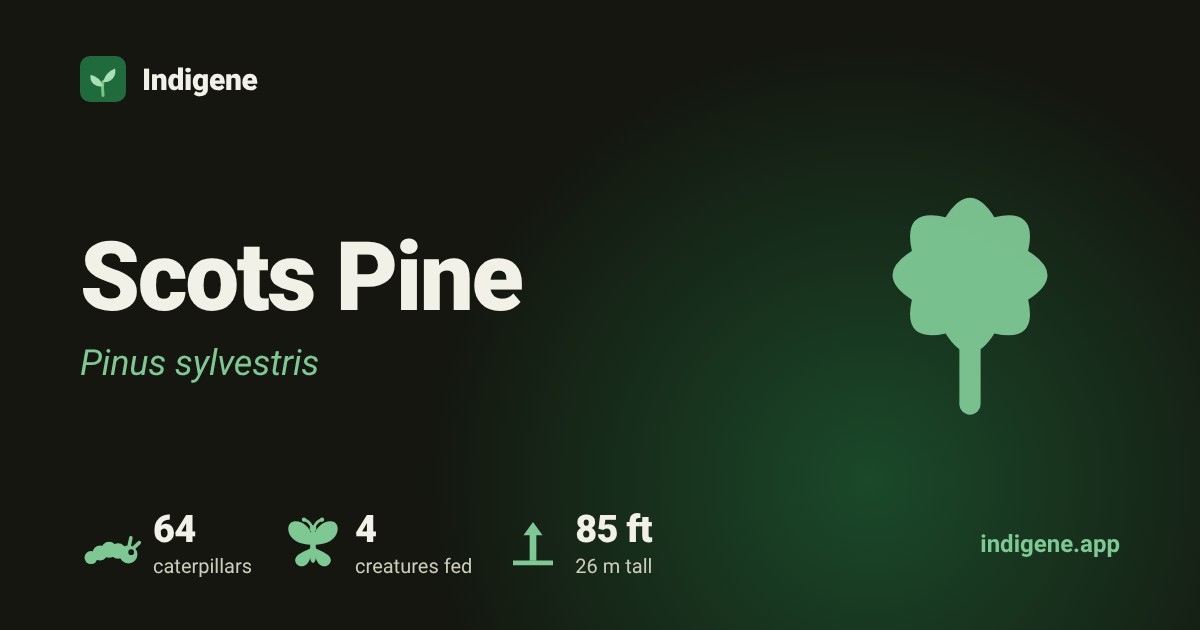 Indigene
Scots Pine
Pinus sylvestris
64
caterpillars
4
creatures fed
85 ft
26 m tall
indigene.app